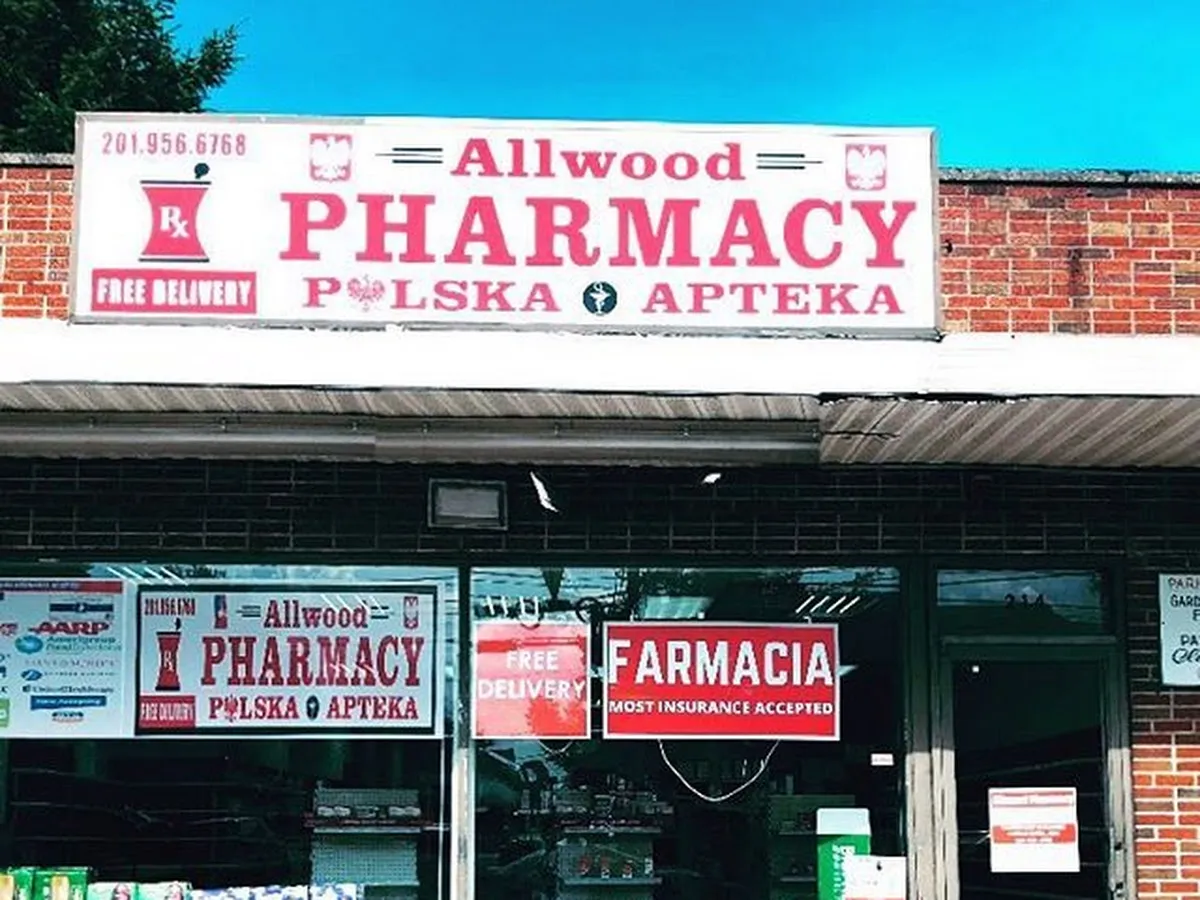 201.956.6768
Rx
FREE DELIVERY
Allwood
PHARMACY
POLSKA APTEKA
AARP
201.956.6768
Rx
FREE DELIVERY
Allwood
PHARMACY
POLSKA APTEKA
FREE
DELIVERY
FARMACIA
MOST INSURANCE ACCEPTED
214